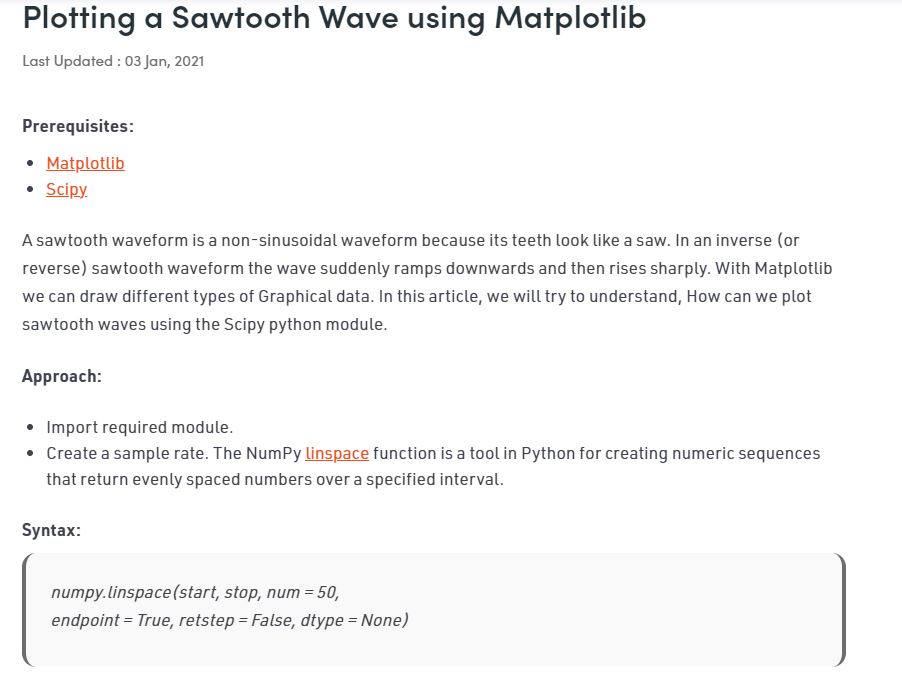 Plotting a Sawtooth Wave using Matplotlib
Last Updated : 03 Jan, 2021
Prerequisites:
Matplotlib
Scipy
A sawtooth waveform is a non-sinusoidal waveform because its teeth look like a saw. In an inverse (or
reverse) sawtooth waveform the wave suddenly ramps downwards and then rises sharply. With Matplotlib
we can draw different types of Graphical data. In this article, we will try to understand, How can we plot
sawtooth waves using the Scipy python module.
Approach:
Import required module.
Create a sample rate. The NumPy linspace function is a tool in Python for creating numeric sequences
that return evenly spaced numbers over a specified interval.
Syntax:
numpy.linspace(start, stop, num = 50,
endpoint = True, retstep = False, dtype = None)